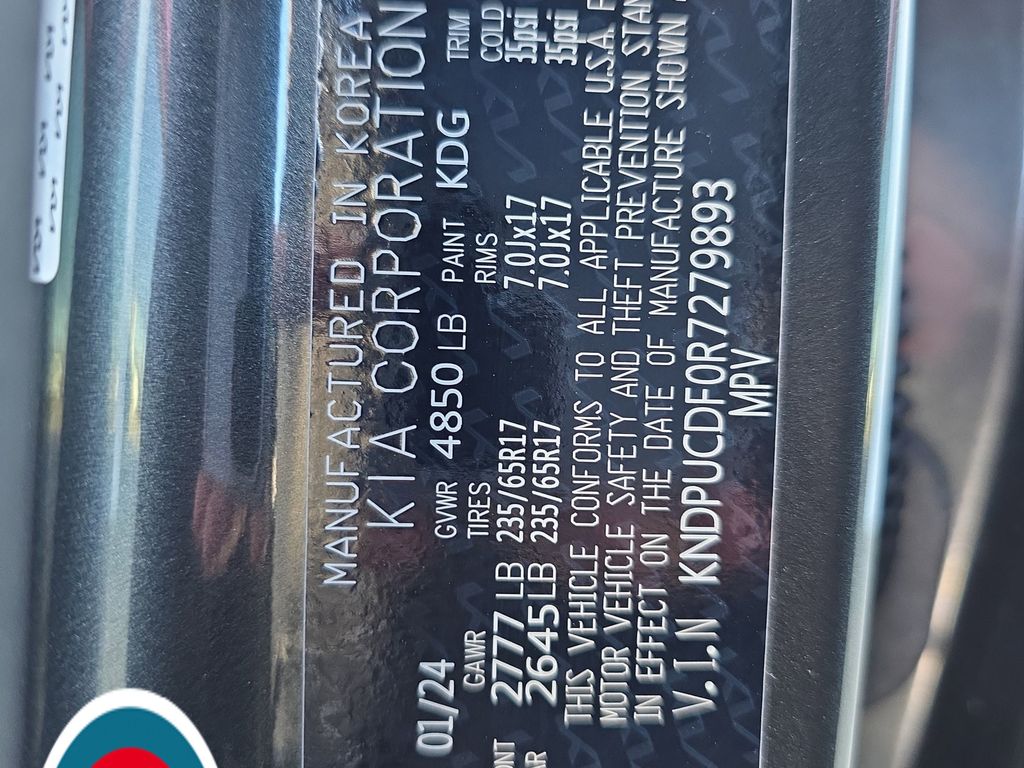 MANUFACTURED IN KOREA
KIA CORPORATION
01/24 GVWR 4850 LB PAINT KDG TRIM
GAWR TIRES RIMS COLD
2777 LB 235/65R17 7.0Jx17 35psi
2645 LB 235/65R17 7.0Jx17 35psi
THIS VEHICLE CONFORMS TO ALL APPLICABLE U.S.A.
MOTOR VEHICLE SAFETY AND THEFT PREVENTION
IN EFFECT ON THE DATE OF MANUFACTURE SHOWN
V.I.N KNDPUCDF0R7279893
MPV